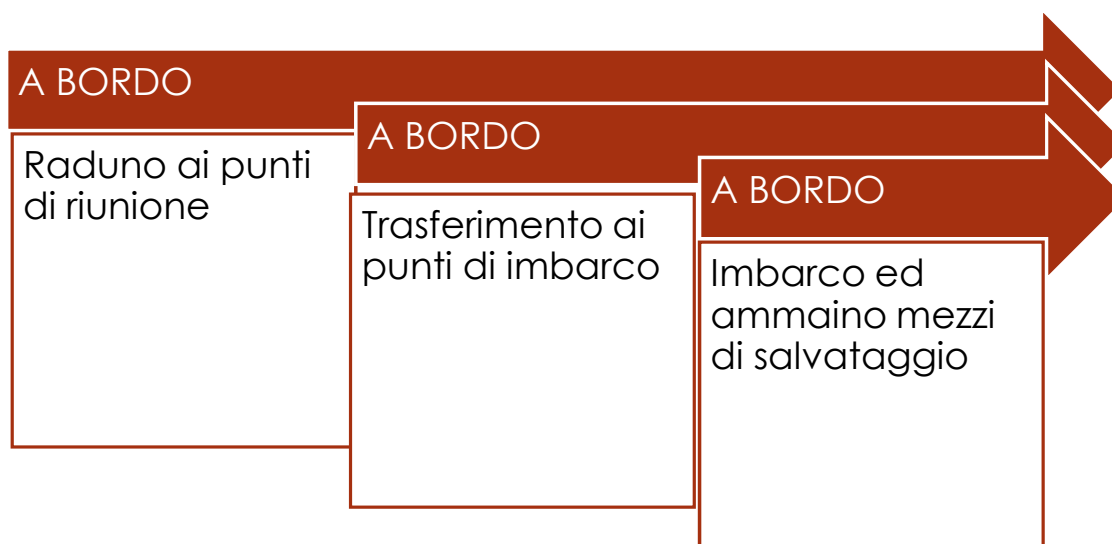 A BORDO
Raduno ai punti
di riunione
A BORDO
Trasferimento ai
punti di imbarco
A BORDO
Imbarco ed
ammaino mezzi
di salvataggio